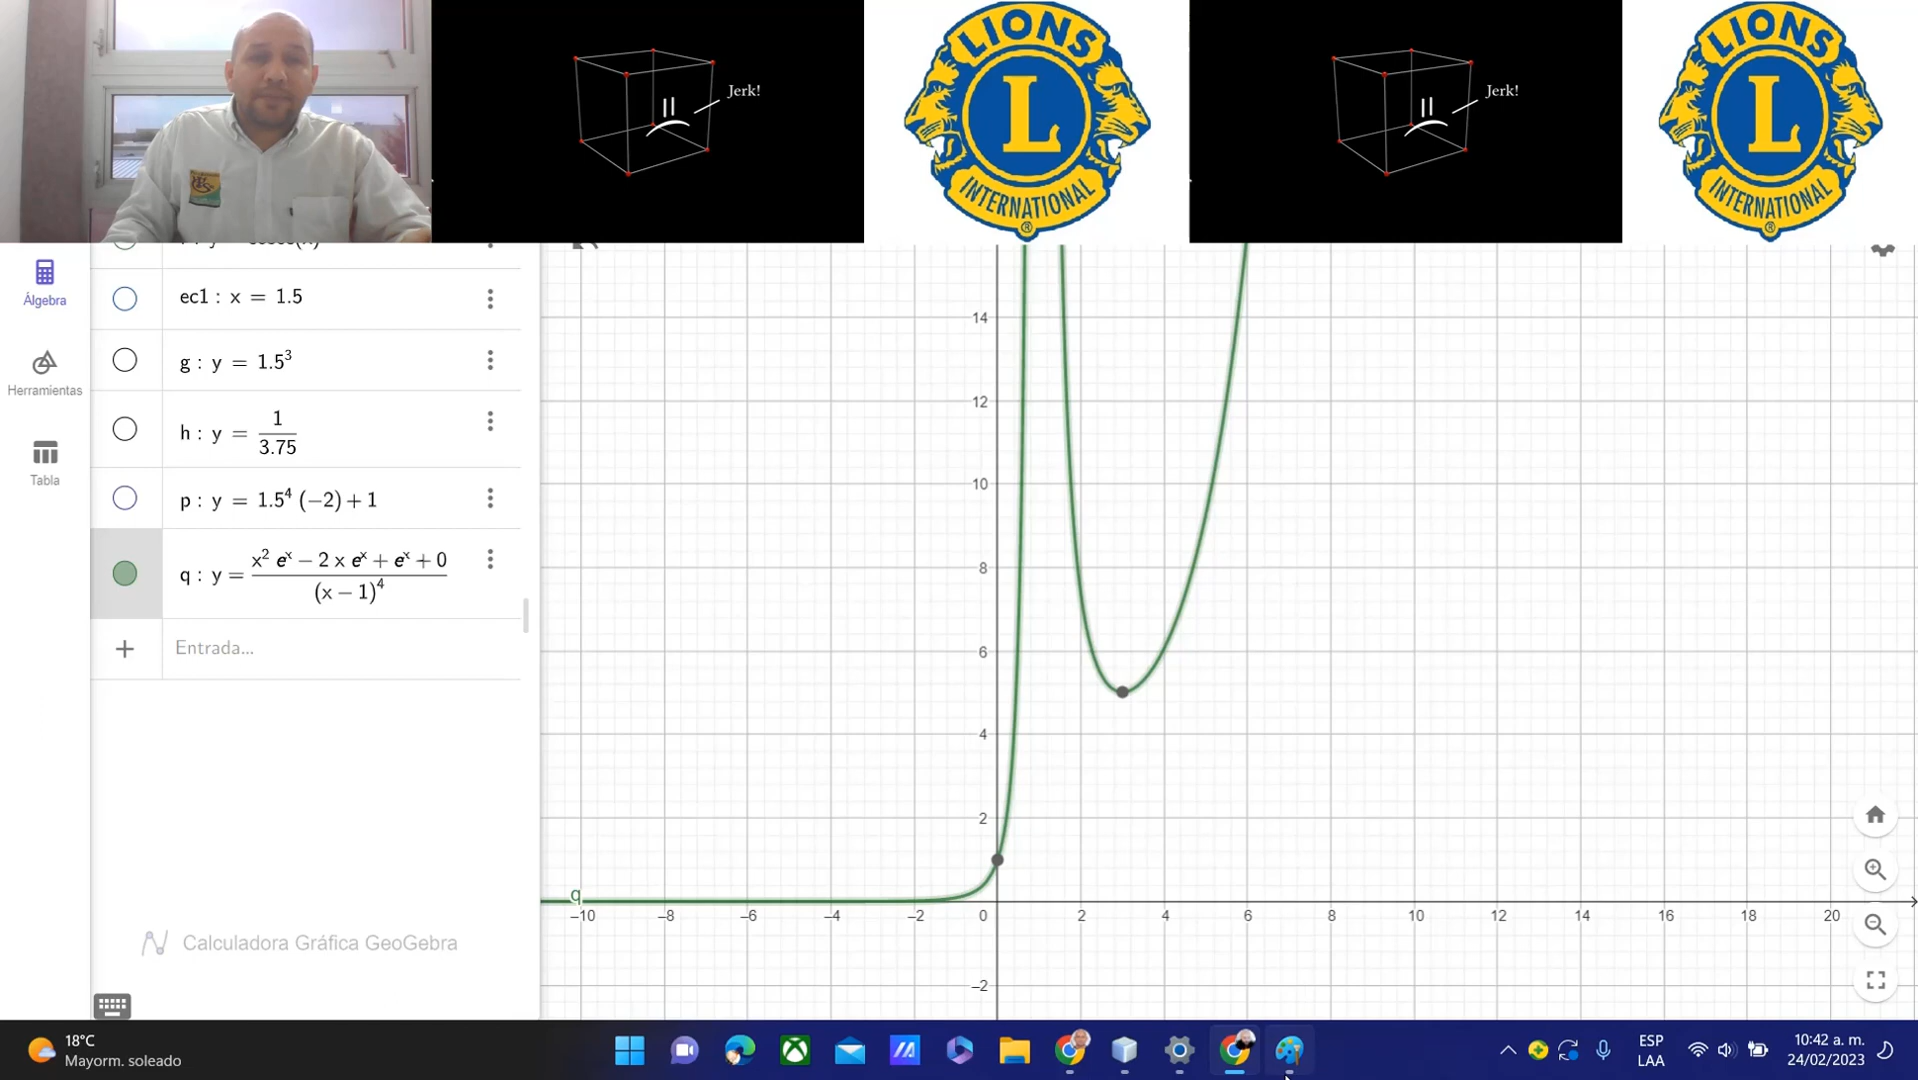 Jerk!
LIONS
L
INTERNATIONAL
®
Jerk!
LIONS
L
INTERNATIONAL
®
Álgebra
Herramientas
Tabla
ec1 : x = 1.5
g : y = 1.5³
h : y = 1/3.75
p : y = 1.5⁴ (−2) + 1
q : y = (x² eˣ − 2 x eˣ + eˣ + 0)/(x − 1)⁴
+ Entrada...
Calculadora Gráfica GeoGebra
14
12
10
8
6
4
2
−2
q
−10 −8 −6 −4 −2 0 2 4 6 8 10 12 14 16 18 20
18°C
Mayorm. soleado
ESP
LAA
10:42 a. m.
24/02/2023